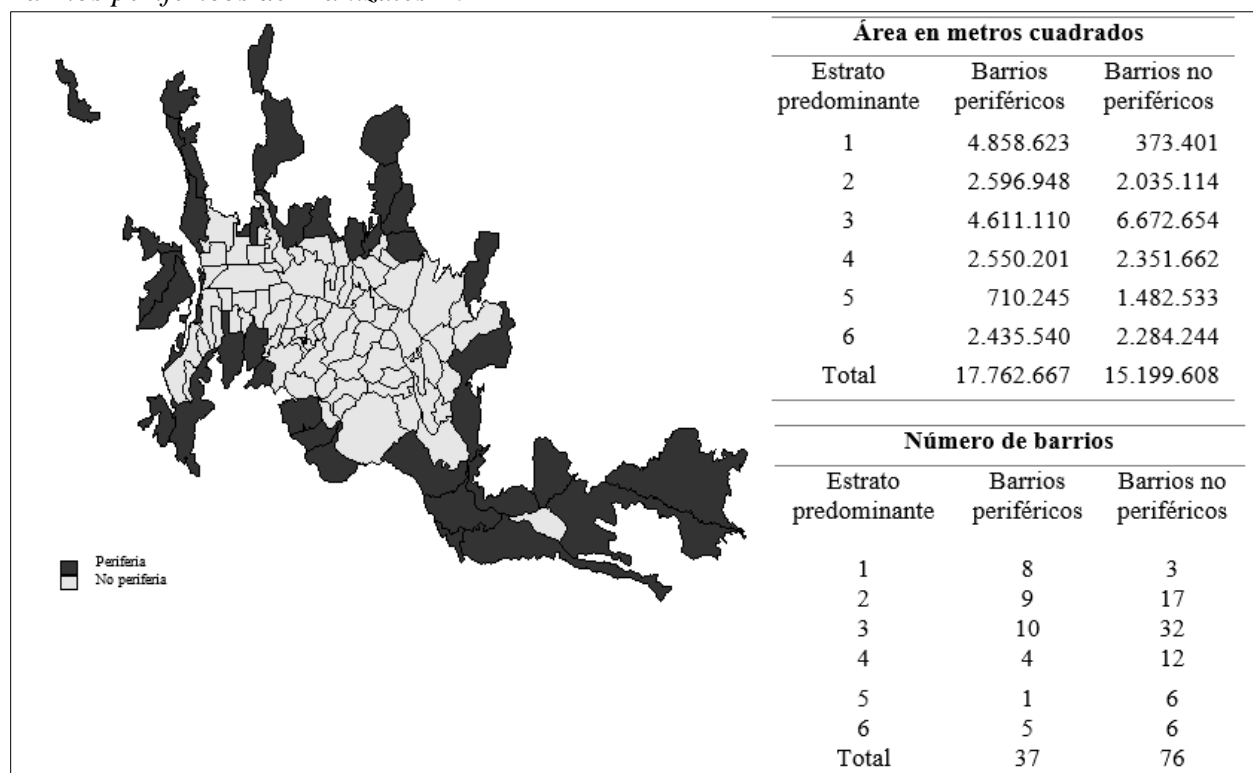 Área en metros cuadrados
Estrato predominante Barrios periféricos Barrios no periféricos
1 4.858.623 373.401
2 2.596.948 2.035.114
3 4.611.110 6.672.654
4 2.550.201 2.351.662
5 710.245 1.482.533
6 2.435.540 2.284.244
Total 17.762.667 15.199.608
Número de barrios
Estrato predominante Barrios periféricos Barrios no periféricos
1 8 3
2 9 17
3 10 32
4 4 12
5 1 6
6 5 6
Total 37 76
Periferia
No periferia